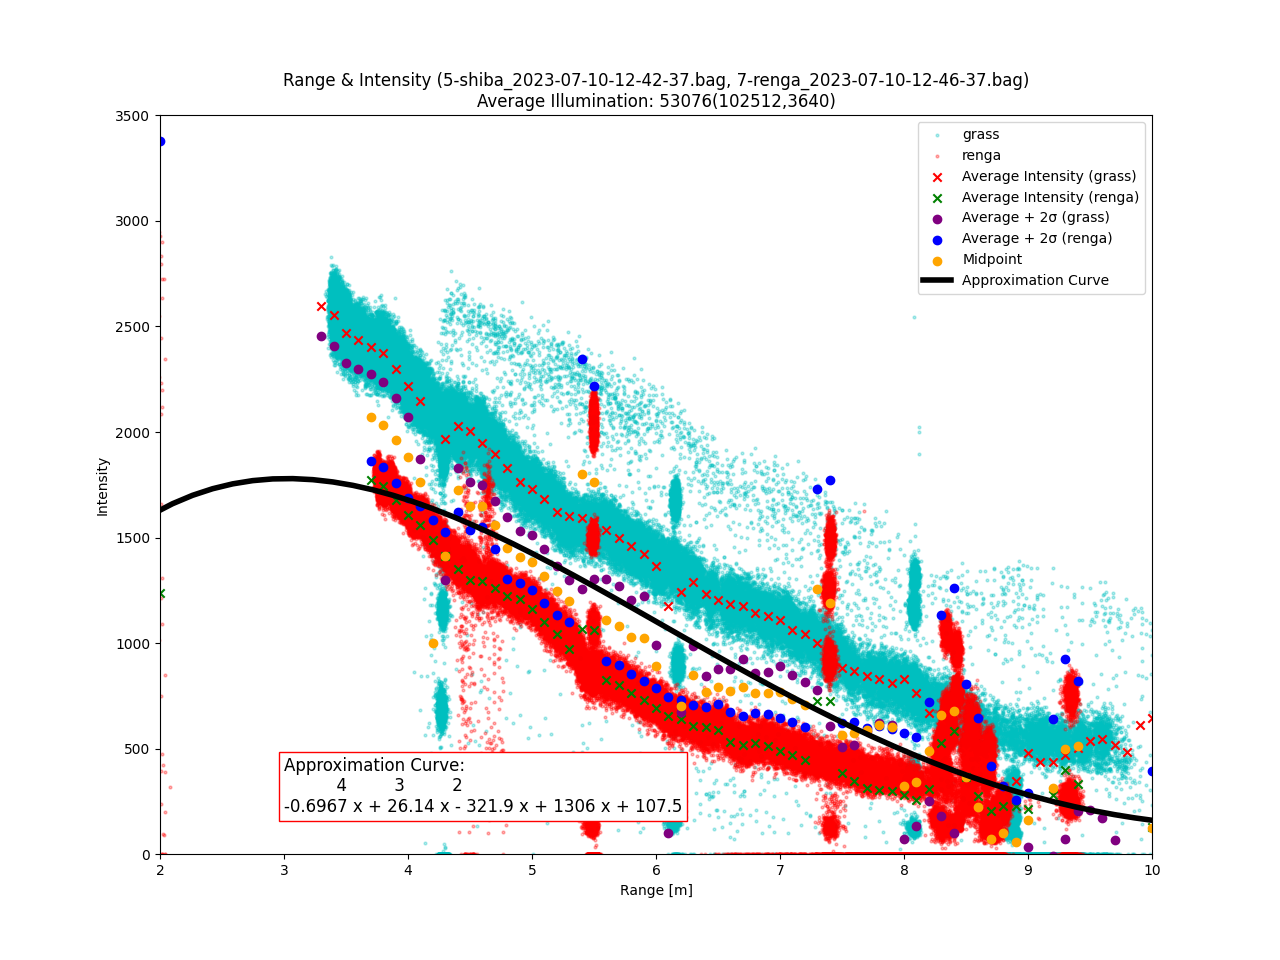 Range & Intensity (5-shiba_2023-07-10-12-42-37.bag, 7-renga_2023-07-10-12-46-37.bag)
Average Illumination: 53076(102512,3640)
grass
renga
Average Intensity (grass)
Average Intensity (renga)
Average + 2σ (grass)
Average + 2σ (renga)
Midpoint
Approximation Curve
3500
3000
2500
2000
1500
1000
500
0
Intensity
Approximation Curve:
4 3 2
-0.6967 x + 26.14 x - 321.9 x + 1306 x + 107.5
2 3 4 5 6 7 8 9 10
Range [m]